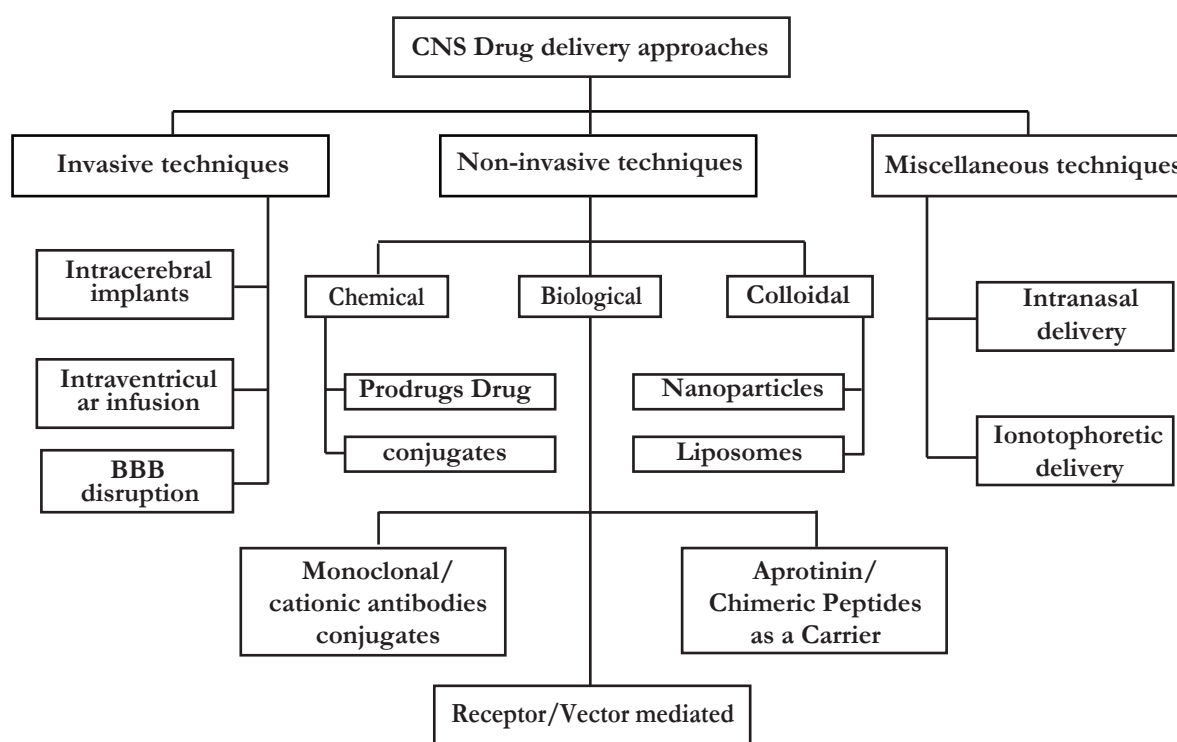 CNS Drug delivery approaches
Invasive techniques
Non-invasive techniques
Miscellaneous techniques
Intracerebral
implants
Intraventricul
ar infusion
BBB
disruption
Chemical
Biological
Colloidal
Prodrugs Drug
conjugates
Nanoparticles
Liposomes
Intranasal
delivery
Ionotophoretic
delivery
Monoclonal/
cationic antibodies
conjugates
Aprotinin/
Chimeric Peptides
as a Carrier
Receptor/Vector mediated